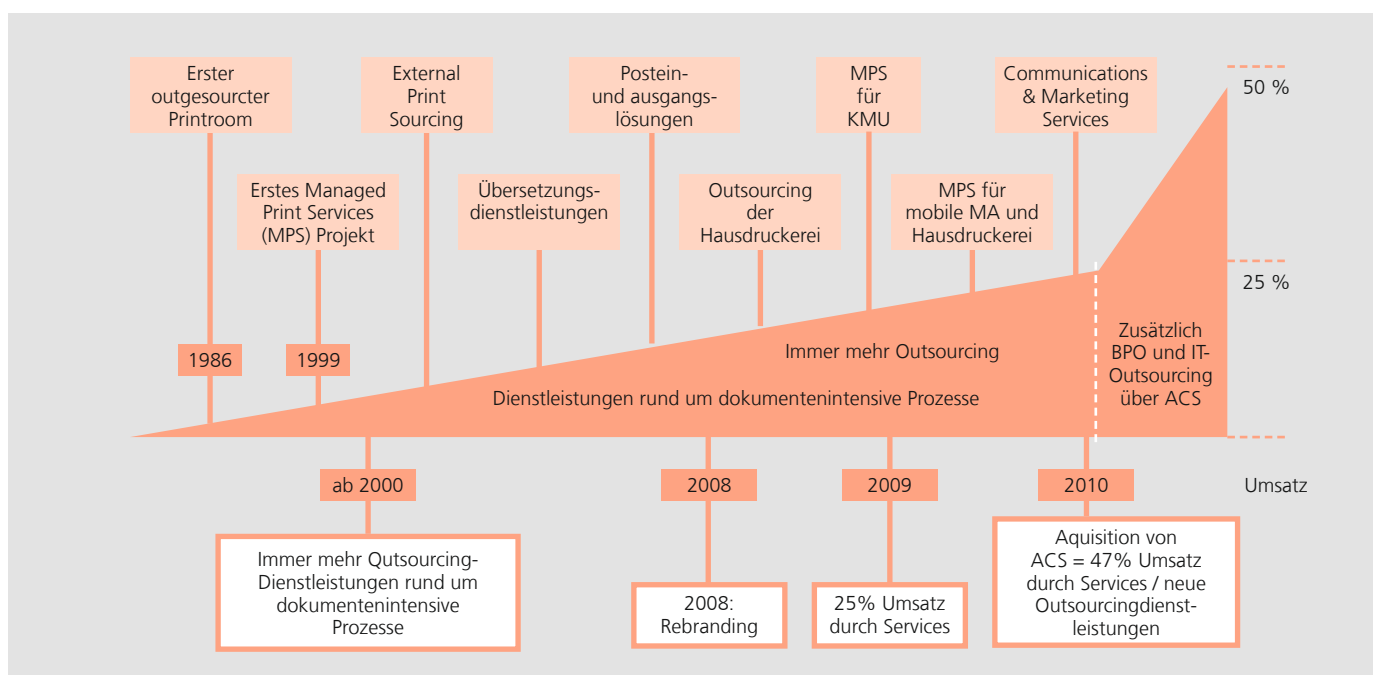 Erster
outgesourcter
Printroom
External
Print
Sourcing
Postein-
und ausgangs-
lösungen
MPS
für
KMU
Communications
& Marketing
Services
50 %
Erstes Managed
Print Services
(MPS) Projekt
Übersetzungs-
dienstleistungen
Outsourcing
der
Hausdruckerei
MPS für
mobile MA und
Hausdruckerei
25 %
1986
1999
Immer mehr Outsourcing
Dienstleistungen rund um dokumentenintensive Prozesse
Zusätzlich
BPO und IT-
Outsourcing
über ACS
ab 2000
2008
2009
2010
Umsatz
Immer mehr Qutsourcing-
Dienstleistungen rund um
dokumentenintensive
Prozesse
2008:
Rebranding
25% Umsatz
durch Services
Aquisition von
ACS = 47% Umsatz
durch Services / neue
Outsourcingdienst-
leistungen